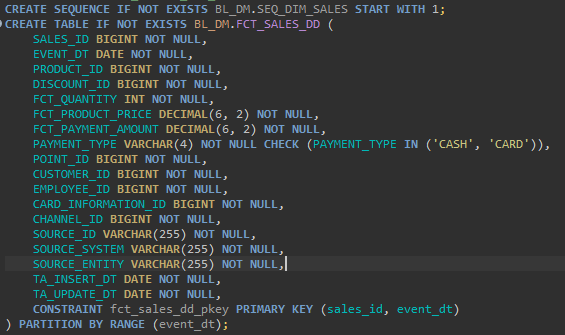 CREATE SEQUENCE IF NOT EXISTS BL_DM.SEQ_DIM_SALES START WITH 1;
CREATE TABLE IF NOT EXISTS BL_DM.FCT_SALES_DD (
SALES_ID BIGINT NOT NULL,
EVENT_DT DATE NOT NULL,
PRODUCT_ID BIGINT NOT NULL,
DISCOUNT_ID BIGINT NOT NULL,
FCT_QUANTITY INT NOT NULL,
FCT_PRODUCT_PRICE DECIMAL(6, 2) NOT NULL,
FCT_PAYMENT_AMOUNT DECIMAL(6, 2) NOT NULL,
PAYMENT_TYPE VARCHAR(4) NOT NULL CHECK (PAYMENT_TYPE IN ('CASH', 'CARD')),
POINT_ID BIGINT NOT NULL,
CUSTOMER_ID BIGINT NOT NULL,
EMPLOYEE_ID BIGINT NOT NULL,
CARD_INFORMATION_ID BIGINT NOT NULL,
CHANNEL_ID BIGINT NOT NULL,
SOURCE_ID VARCHAR(255) NOT NULL,
SOURCE_SYSTEM VARCHAR(255) NOT NULL,
SOURCE_ENTITY VARCHAR(255) NOT NULL,
TA_INSERT_DT DATE NOT NULL,
TA_UPDATE_DT DATE NOT NULL,
CONSTRAINT fct_sales_dd_pkey PRIMARY KEY (sales_id, event_dt)
) PARTITION BY RANGE (event_dt);